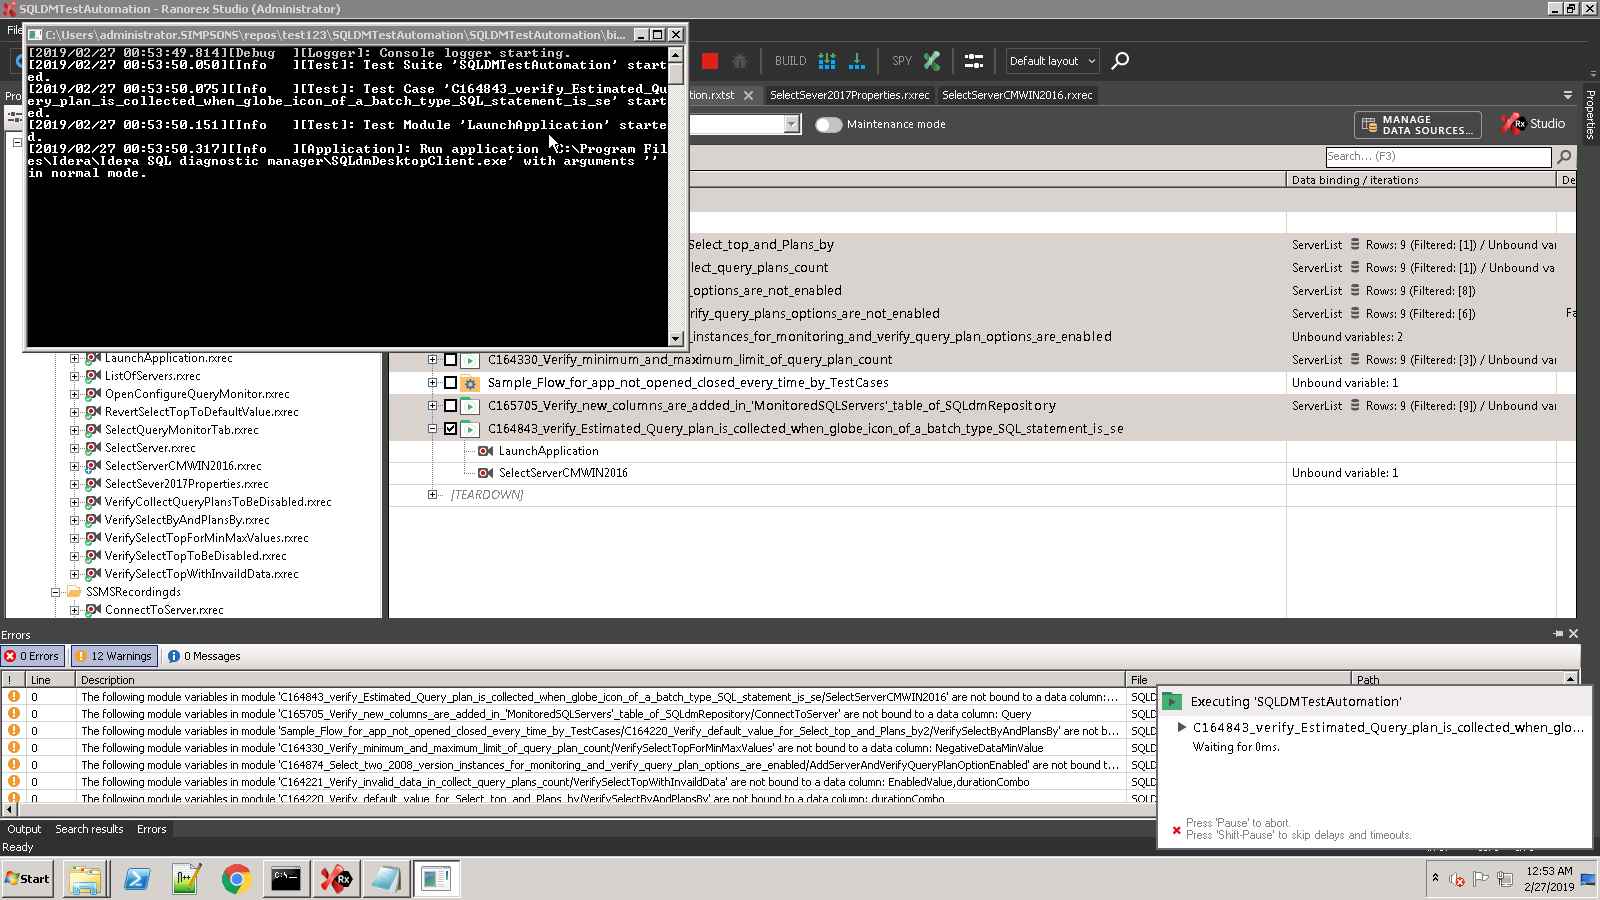 SQLDMTestAutomation - Ranorex Studio (Administrator)
File
C:\Users\administrator.SIMPSONS\repos\test123\SQLDMTestAutomation\SQLDMTestAutomation\bi...
[2019/02/27 00:53:49.814][Debug   ][Logger]: Console logger starting.
[2019/02/27 00:53:50.050][Info    ][Test]: Test Suite 'SQLDMTestAutomation' start
ed.
[2019/02/27 00:53:50.075][Info    ][Test]: Test Case 'C164843_verify_Estimated_Qu
ery_plan_is_collected_when_globe_icon_of_a_batch_type_SQL_statement_is_se' start
ed.
[2019/02/27 00:53:50.151][Info    ][Test]: Test Module 'LaunchApplication' starte
d.
[2019/02/27 00:53:50.317][Info    ][Application]: Run application 'C:\Program Fil
es\Idera\Idera SQL diagnostic manager\SQLdmDesktopClient.exe' with arguments ''
in normal mode.
BUILD
SPY
Default layout
Pro
tion.rxtst
SelectSever2017Properties.rxrec
SelectServerCMWIN2016.rxrec
Properties
Maintenance mode
MANAGE
DATA SOURCES...
Rx Studio
Search... (F3)
Data binding / iterations
De
Select_top_and_Plans_by
ServerList Rows: 9 (Filtered: [1]) / Unbound var
lect_query_plans_count
ServerList Rows: 9 (Filtered: [1]) / Unbound va
_options_are_not_enabled
ServerList Rows: 9 (Filtered: [8])
rify_query_plans_options_are_not_enabled
ServerList Rows: 9 (Filtered: [6])
Fa
_instances_for_monitoring_and_verify_query_plan_options_are_enabled
Unbound variables: 2
C164330_Verify_minimum_and_maximum_limit_of_query_plan_count
ServerList Rows: 9 (Filtered: [3]) / Unbound var
Sample_Flow_for_app_not_opened_closed_every_time_by_TestCases
Unbound variable: 1
C165705_Verify_new_columns_are_added_in_'MonitoredSQLServers'_table_of_SQLdmRepository
ServerList Rows: 9 (Filtered: [9]) / Unbound var
C164843_verify_Estimated_Query_plan_is_collected_when_globe_icon_of_a_batch_type_SQL_statement_is_se
LaunchApplication
SelectServerCMWIN2016
Unbound variable: 1
[TEARDOWN]
LaunchApplication.rxrec
ListOfServers.rxrec
OpenConfigureQueryMonitor.rxrec
RevertSelectTopToDefaultValue.rxrec
SelectQueryMonitorTab.rxrec
SelectServer.rxrec
SelectServerCMWIN2016.rxrec
SelectSever2017Properties.rxrec
VerifyCollectQueryPlansToBeDisabled.rxrec
VerifySelectByAndPlansBy.rxrec
VerifySelectTopForMinMaxValues.rxrec
VerifySelectTopToBeDisabled.rxrec
VerifySelectTopWithInvaildData.rxrec
SSMSRecordingds
ConnectToServer.rxrec
Errors
0 Errors
12 Warnings
0 Messages
! Line Description File Path
0 The following module variables in module 'C164843_verify_Estimated_Query_plan_is_collected_when_globe_icon_of_a_batch_type_SQL_statement_is_se/SelectServerCMWIN2016' are not bound to a data column:... SQLD
0 The following module variables in module 'C165705_Verify_new_columns_are_added_in_'MonitoredSQLServers'_table_of_SQLdmRepository/ConnectToServer' are not bound to a data column: Query SQLD
0 The following module variables in module 'Sample_Flow_for_app_not_opened_closed_every_time_by_TestCases/C164220_Verify_default_value_for_Select_top_and_Plans_by2/VerifySelectByAndPlansBy' are not b... SQLD
0 The following module variables in module 'C164330_Verify_minimum_and_maximum_limit_of_query_plan_count/VerifySelectTopForMinMaxValues' are not bound to a data column: NegativeDataMinValue SQLD
0 The following module variables in module 'C164874_Select_two_2008_version_instances_for_monitoring_and_verify_query_plan_options_are_enabled/AddServerAndVerifyQueryPlanOptionEnabled' are not bound t... SQLD
0 The following module variables in module 'C164221_Verify_invalid_data_in_collect_query_plans_count/VerifySelectTopWithInvaildData' are not bound to a data column: EnabledValue,durationCombo SQLD
0 The following module variables in module 'C164220_Verify_default_value_for_Select_top_and_Plans_by/VerifySelectByAndPlansBy' are not bound to a data column: durationCombo SQLD
Executing 'SQLDMTestAutomation'
C164843_verify_Estimated_Query_plan_is_collected_when_glo...
Waiting for 0ms.
Press 'Pause' to abort.
Press 'Shift-Pause' to skip delays and timeouts.
Output
Search results
Errors
Ready
Start
12:53 AM
2/27/2019